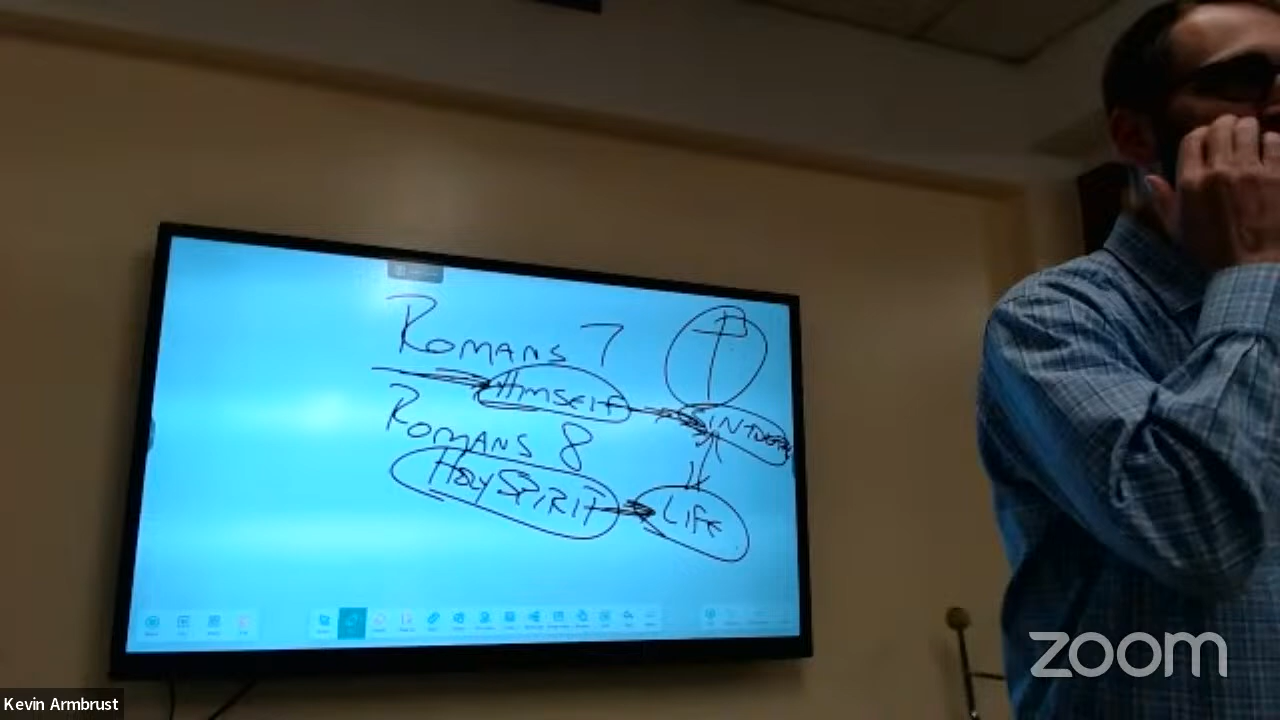 ROMANS 7
HIMSELF
ROMANS 8
HOLY SPIRIT
LIFE
zoom
Kevin Armbrust